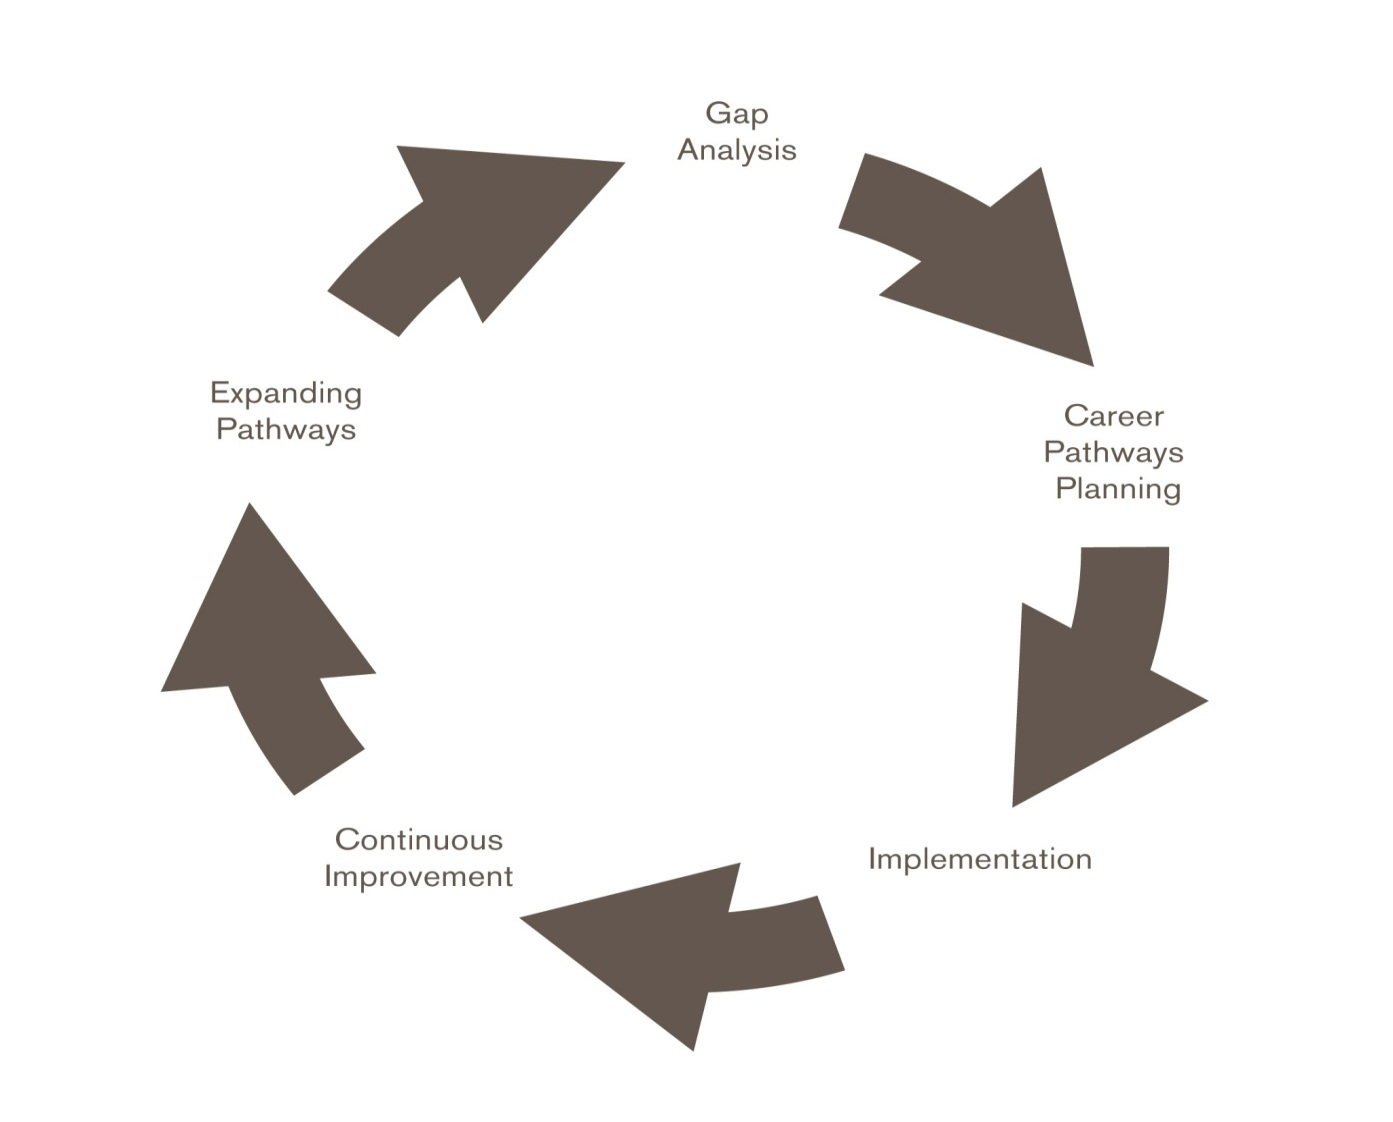 Gap
Analysis
Career
Pathways
Planning
Implementation
Continuous
Improvement
Expanding
Pathways